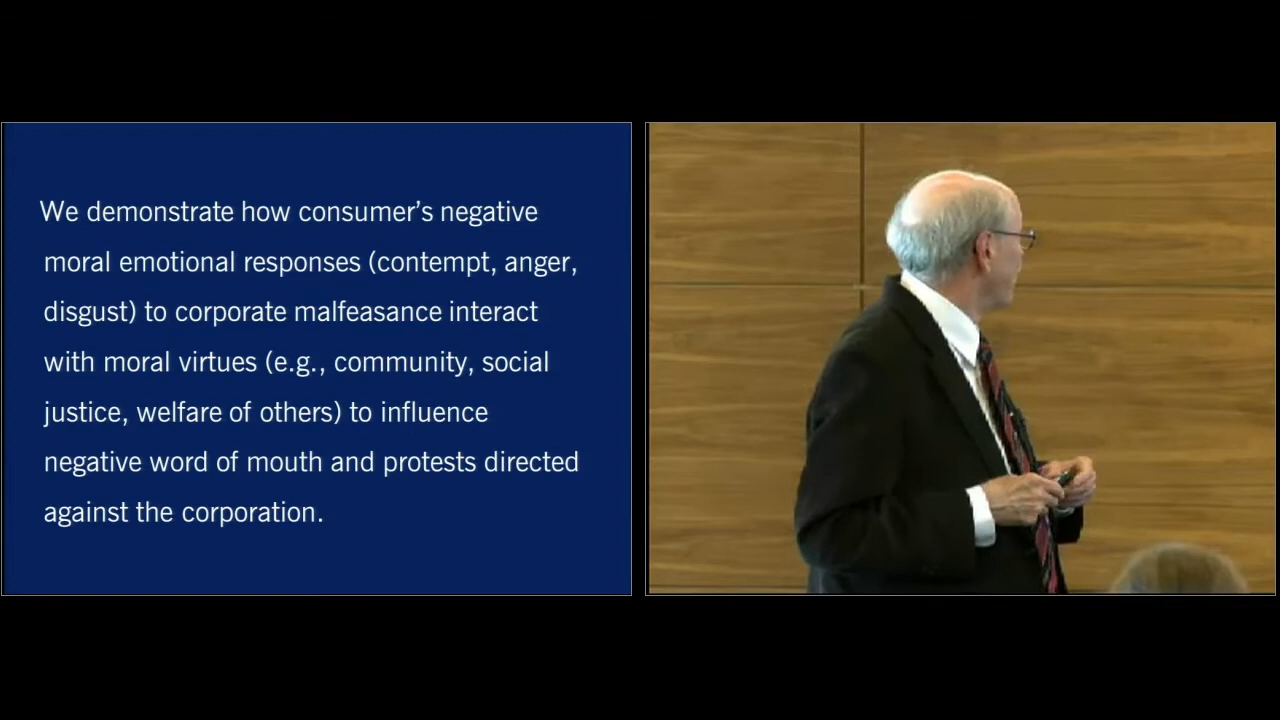 We demonstrate how consumer's negative
moral emotional responses (contempt, anger,
disgust) to corporate malfeasance interact
with moral virtues (e.g., community, social
justice, welfare of others) to influence
negative word of mouth and protests directed
against the corporation.